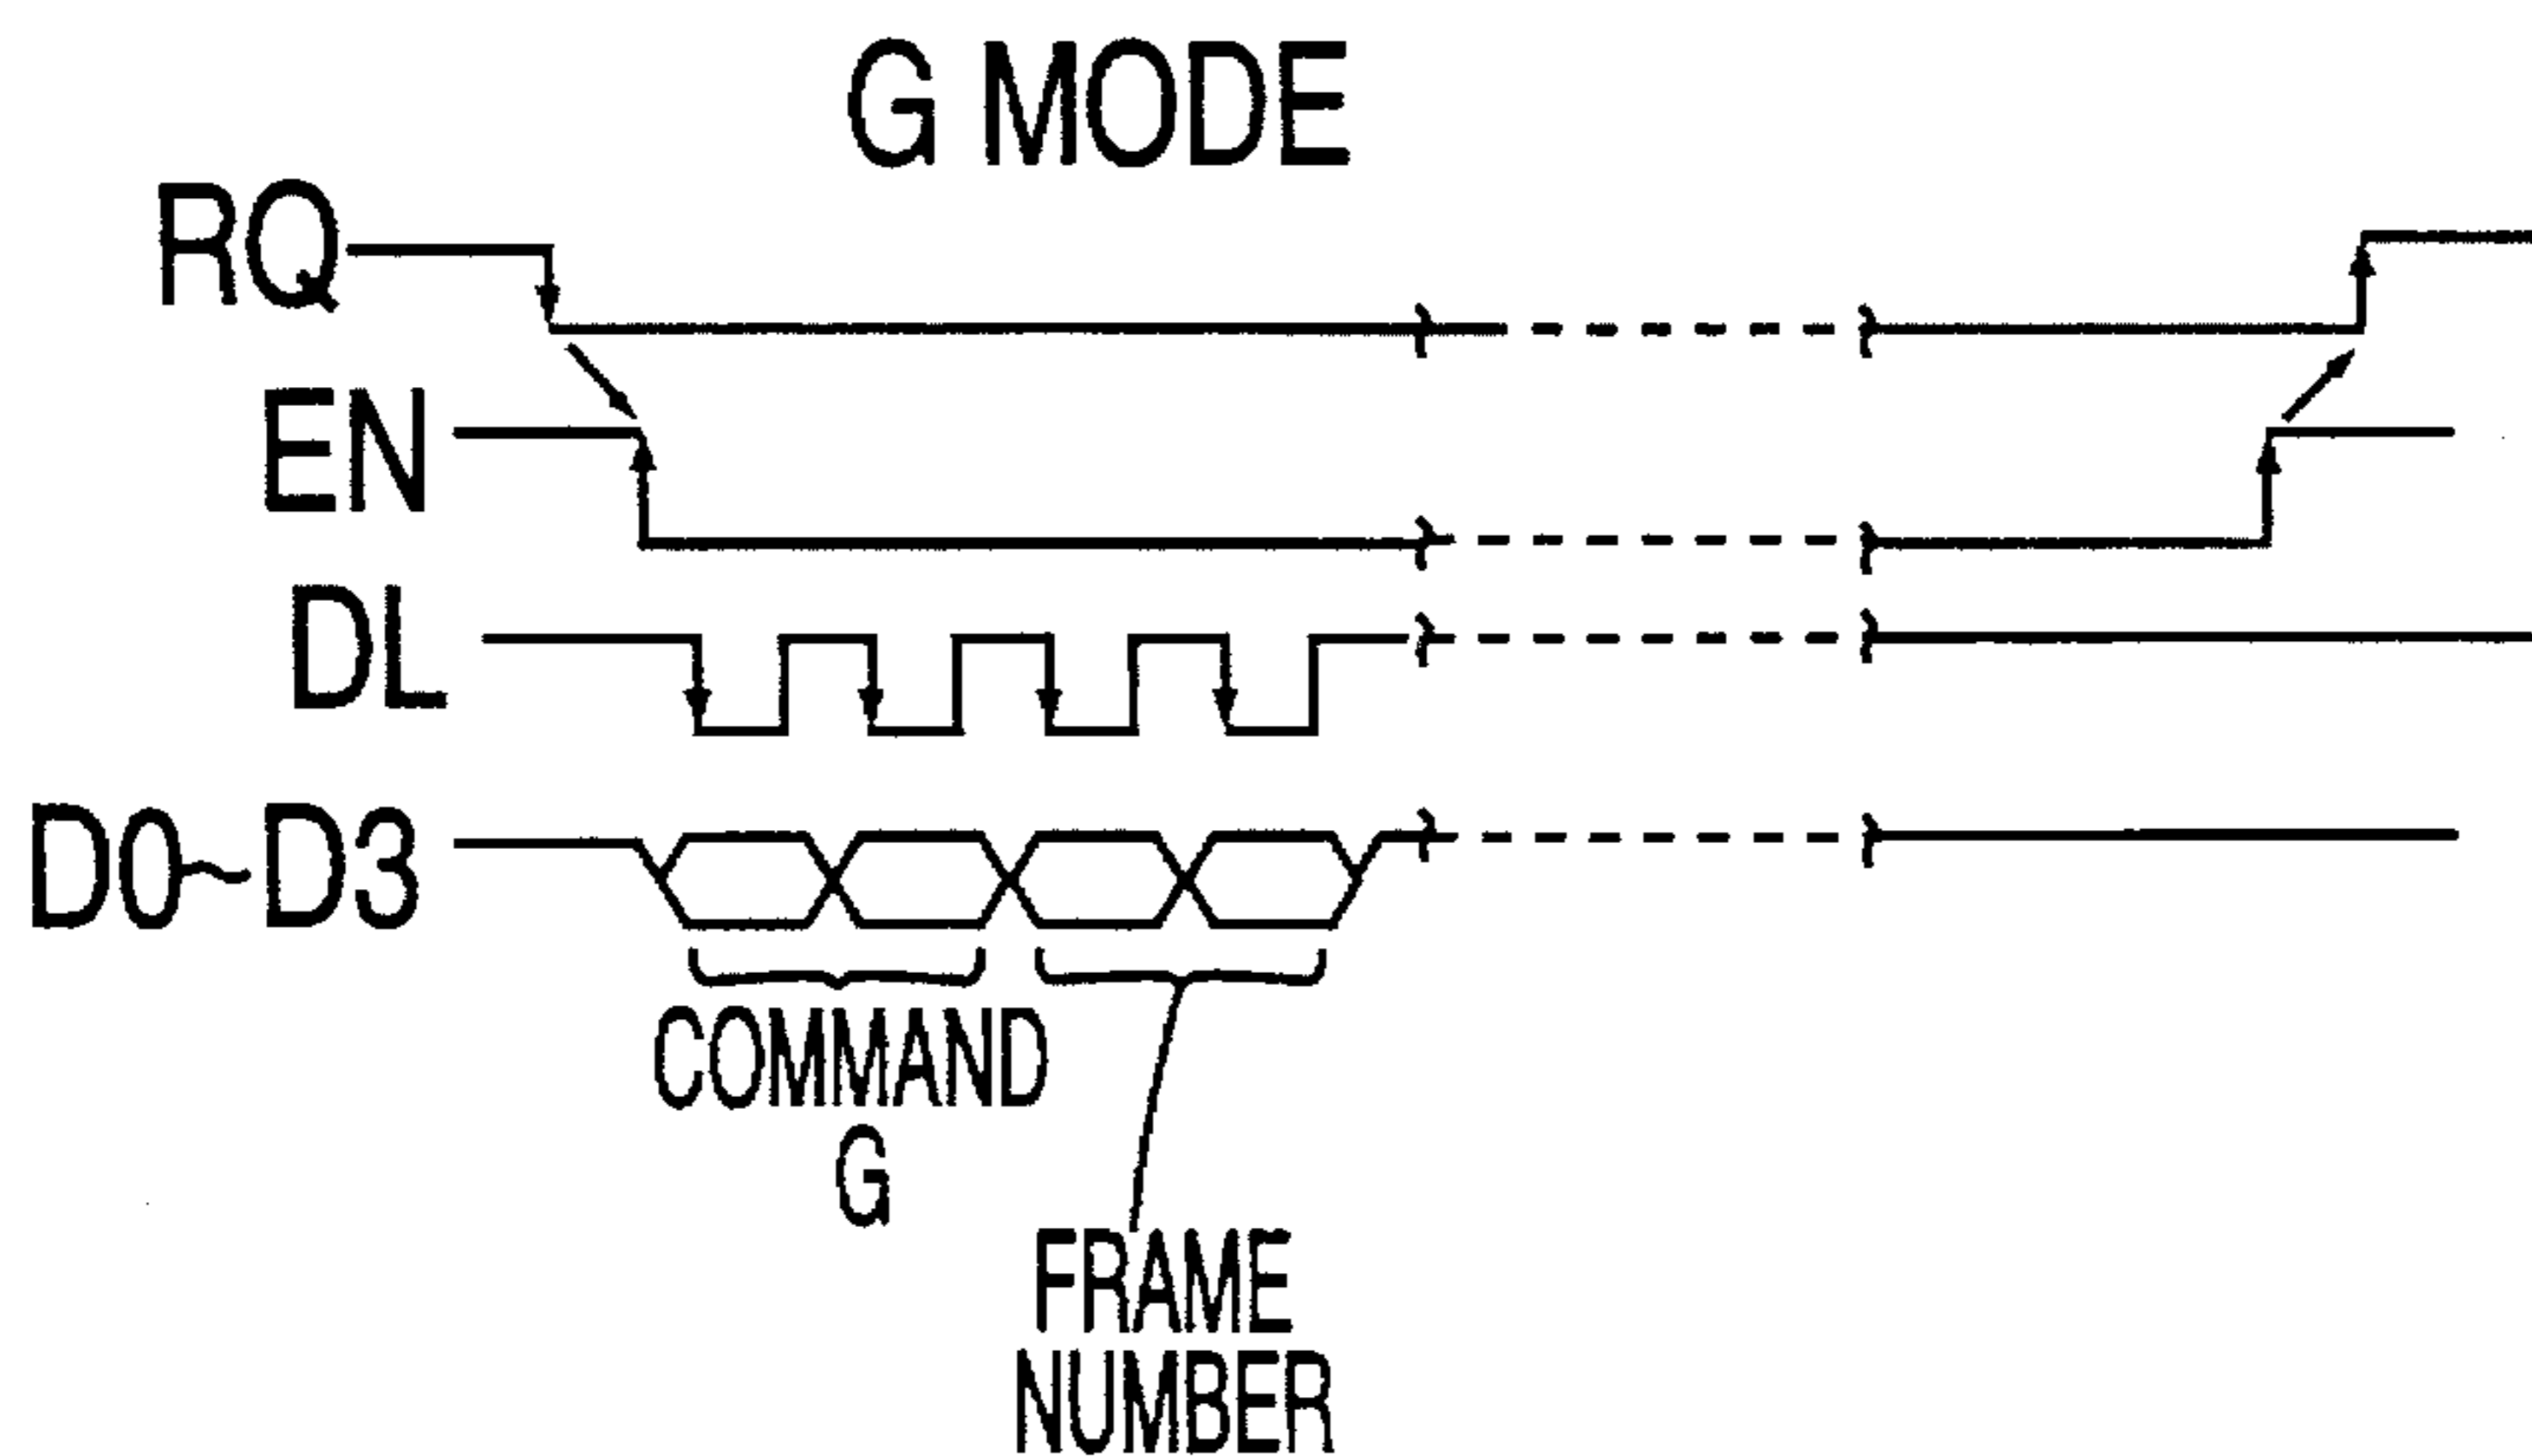 G MODE
RQ
EN
DL
D0~D3
COMMAND
G
FRAME
NUMBER